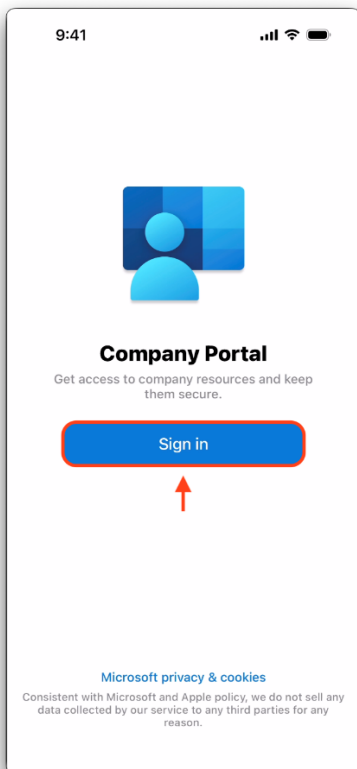 9:41
Company Portal
Get access to company resources and keep
them secure.
Sign in
Microsoft privacy & cookies
Consistent with Microsoft and Apple policy, we do not sell any
data collected by our service to any third parties for any
reason.